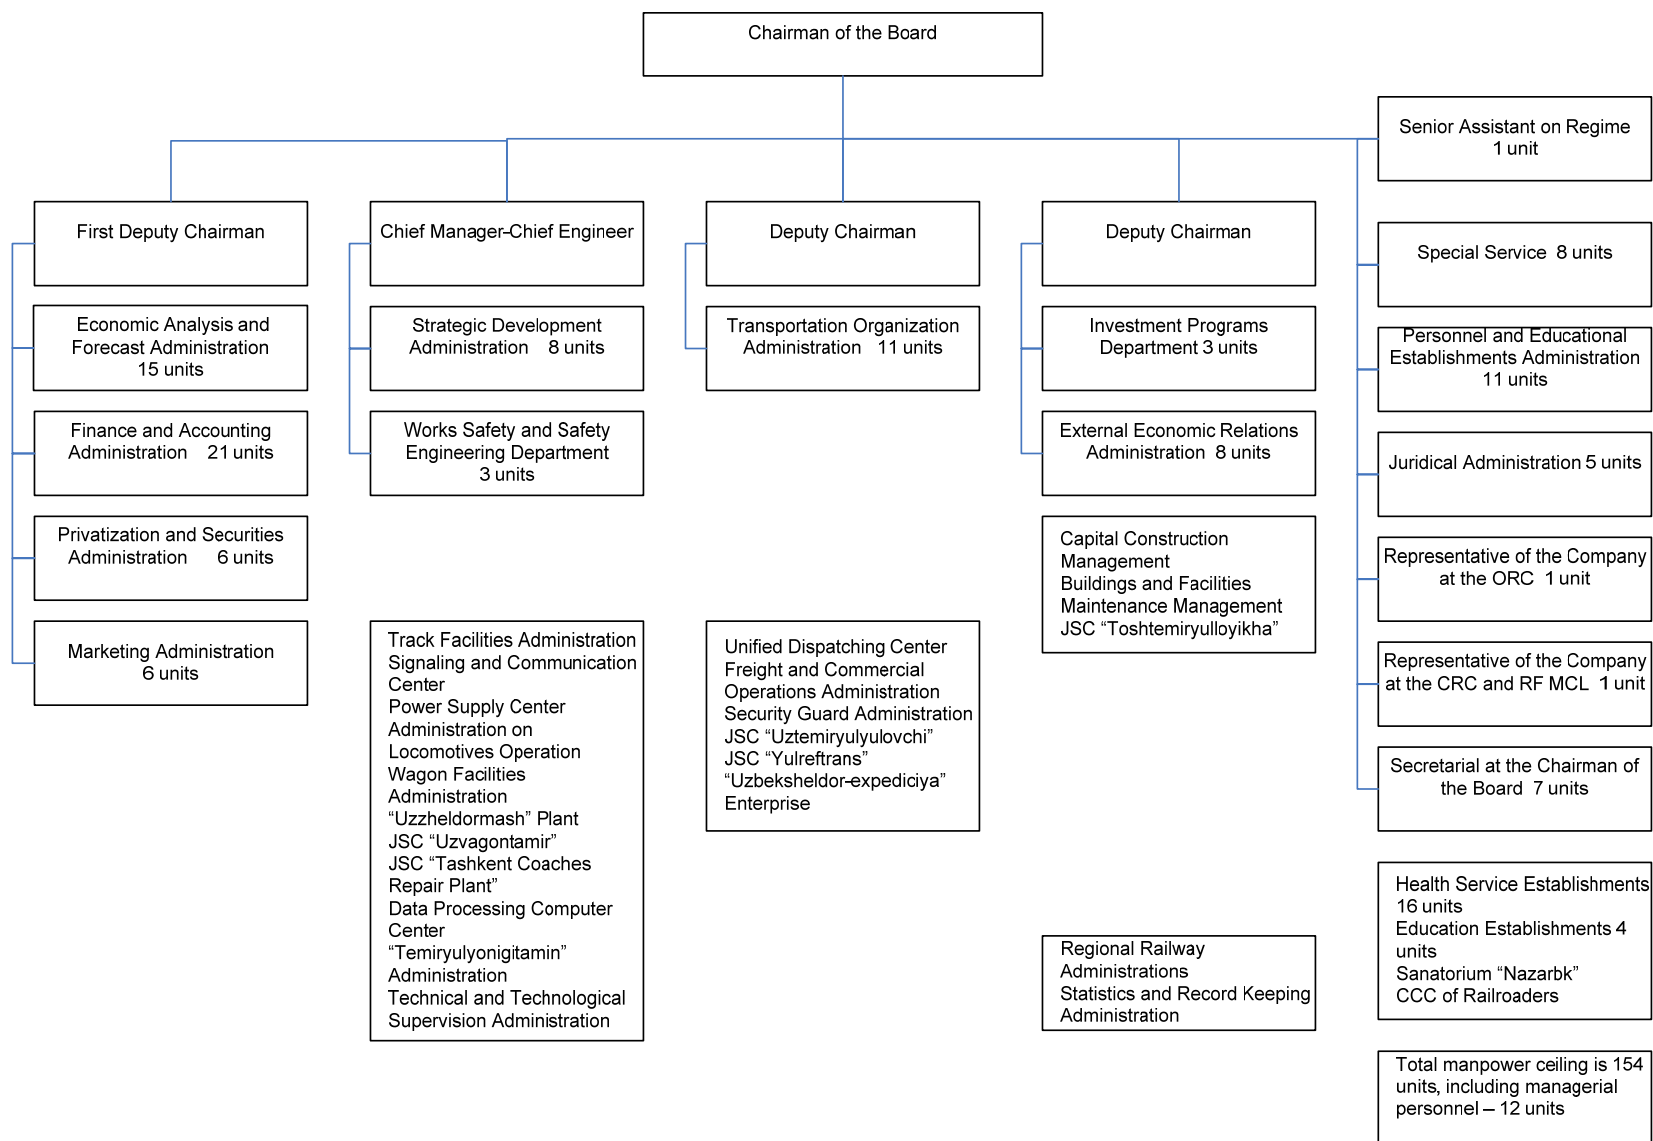 Chairman of the Board
Senior Assistant on Regime
1 unit
First Deputy Chairman
Chief Manager-Chief Engineer
Deputy Chairman
Deputy Chairman
Special Service 8 units
Economic Analysis and
Forecast Administration
15 units
Strategic Development
Administration 8 units
Transportation Organization
Administration 11 units
Investment Programs
Department 3 units
Personnel and Educational
Establishments Administration
11 units
Finance and Accounting
Administration 21 units
Works Safety and Safety
Engineering Department
3 units
External Economic Relations
Administration 8 units
Juridical Administration 5 units
Privatization and Securities
Administration 6 units
Capital Construction
Management
Buildings and Facilities
Maintenance Management
JSC “Toshtemiryulloyikha”
Representative of the Company
at the ORC 1 unit
Marketing Administration
6 units
Track Facilities Administration
Signaling and Communication
Center
Power Supply Center
Administration on
Locomotives Operation
Wagon Facilities
Administration
“Uzzheldormash” Plant
JSC “Uzvagontamir”
JSC “Tashkent Coaches
Repair Plant”
Data Processing Computer
Center
“Temiryulyonigitamin”
Administration
Technical and Technological
Supervision Administration
Unified Dispatching Center
Freight and Commercial
Operations Administration
Security Guard Administration
JSC “Uztemiryulyulovchi”
JSC “Yulreftrans”
“Uzbeksheldor-expediciya”
Enterprise
Representative of the Company
at the CRC and RF MCL 1 unit
Secretarial at the Chairman of
the Board 7 units
Health Service Establishments
16 units
Education Establishments 4
units
Sanatorium “Nazarbk”
CCC of Railroaders
Regional Railway
Administrations
Statistics and Record Keeping
Administration
Total manpower ceiling is 154
units, including managerial
personnel – 12 units